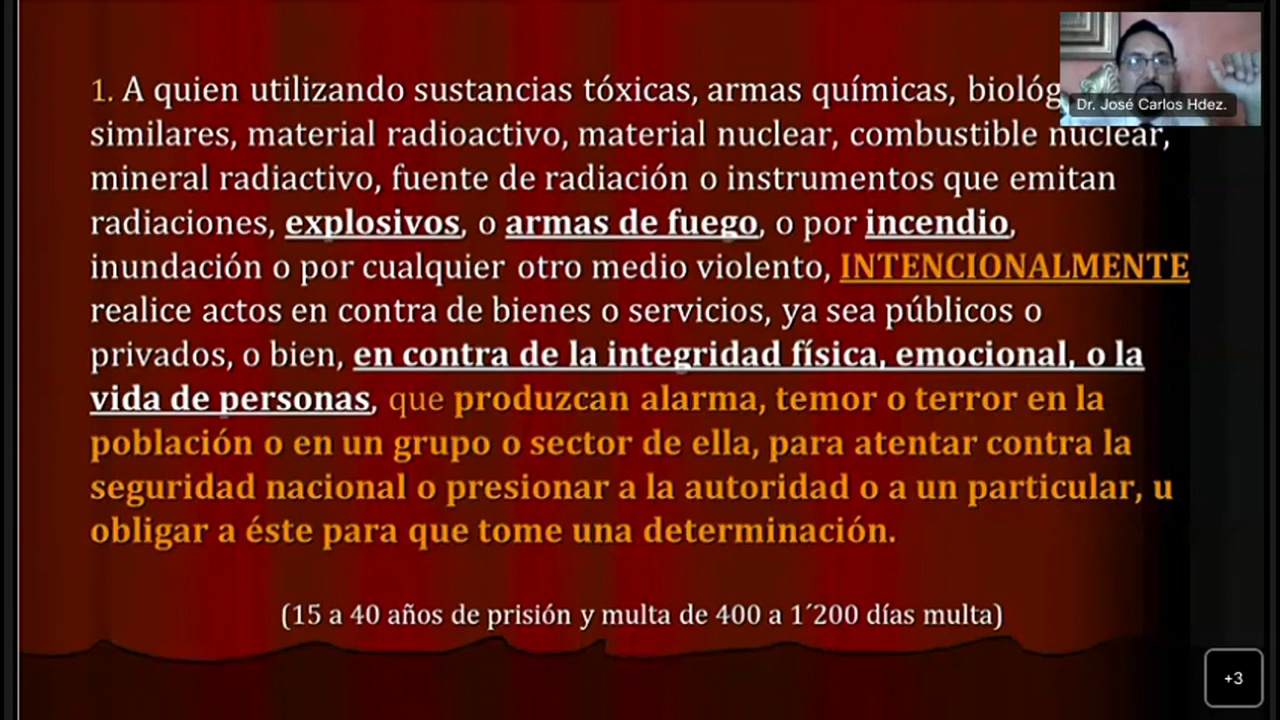 1. A quien utilizando sustancias tóxicas, armas químicas,
similares, material radioactivo, material nuclear, combustible nuclear,
mineral radiactivo, fuente de radiación o instrumentos que emitan
radiaciones, explosivos, o armas de fuego, o por incendio,
inundación o por cualquier otro medio violento, INTENCIONALMENTE
realice actos en contra de bienes o servicios, ya sea públicos o
privados, o bien, en contra de la integridad física, emocional, o la
vida de personas, que produzcan alarma, temor o terror en la
población o en un grupo o sector de ella, para atentar contra la
seguridad nacional o presionar a la autoridad o a un particular, u
obligar a éste para que tome una determinación.
(15 a 40 años de prisión y multa de 400 a 1´200 días multa)
Dr. José Carlos Hdez.
+3